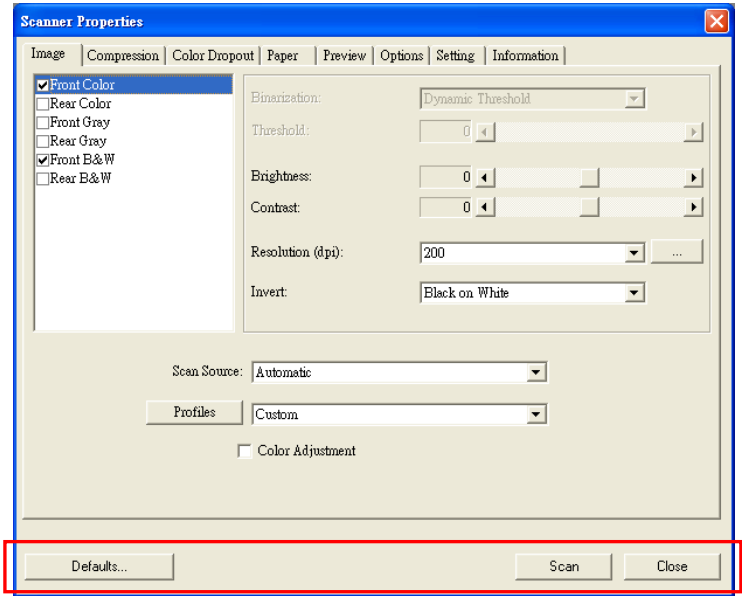 Scanner Properties
Image Compression Color Dropout Paper Preview Options Setting Information
Front Color
Rear Color
Front Gray
Rear Gray
Front B&W
Rear B&W
Binarization: Dynamic Threshold
Threshold: 0
Brightness: 0
Contrast: 0
Resolution (dpi): 200 ...
Invert: Black on White
Scan Source: Automatic
Profiles Custom
Color Adjustment
Defaults... Scan Close